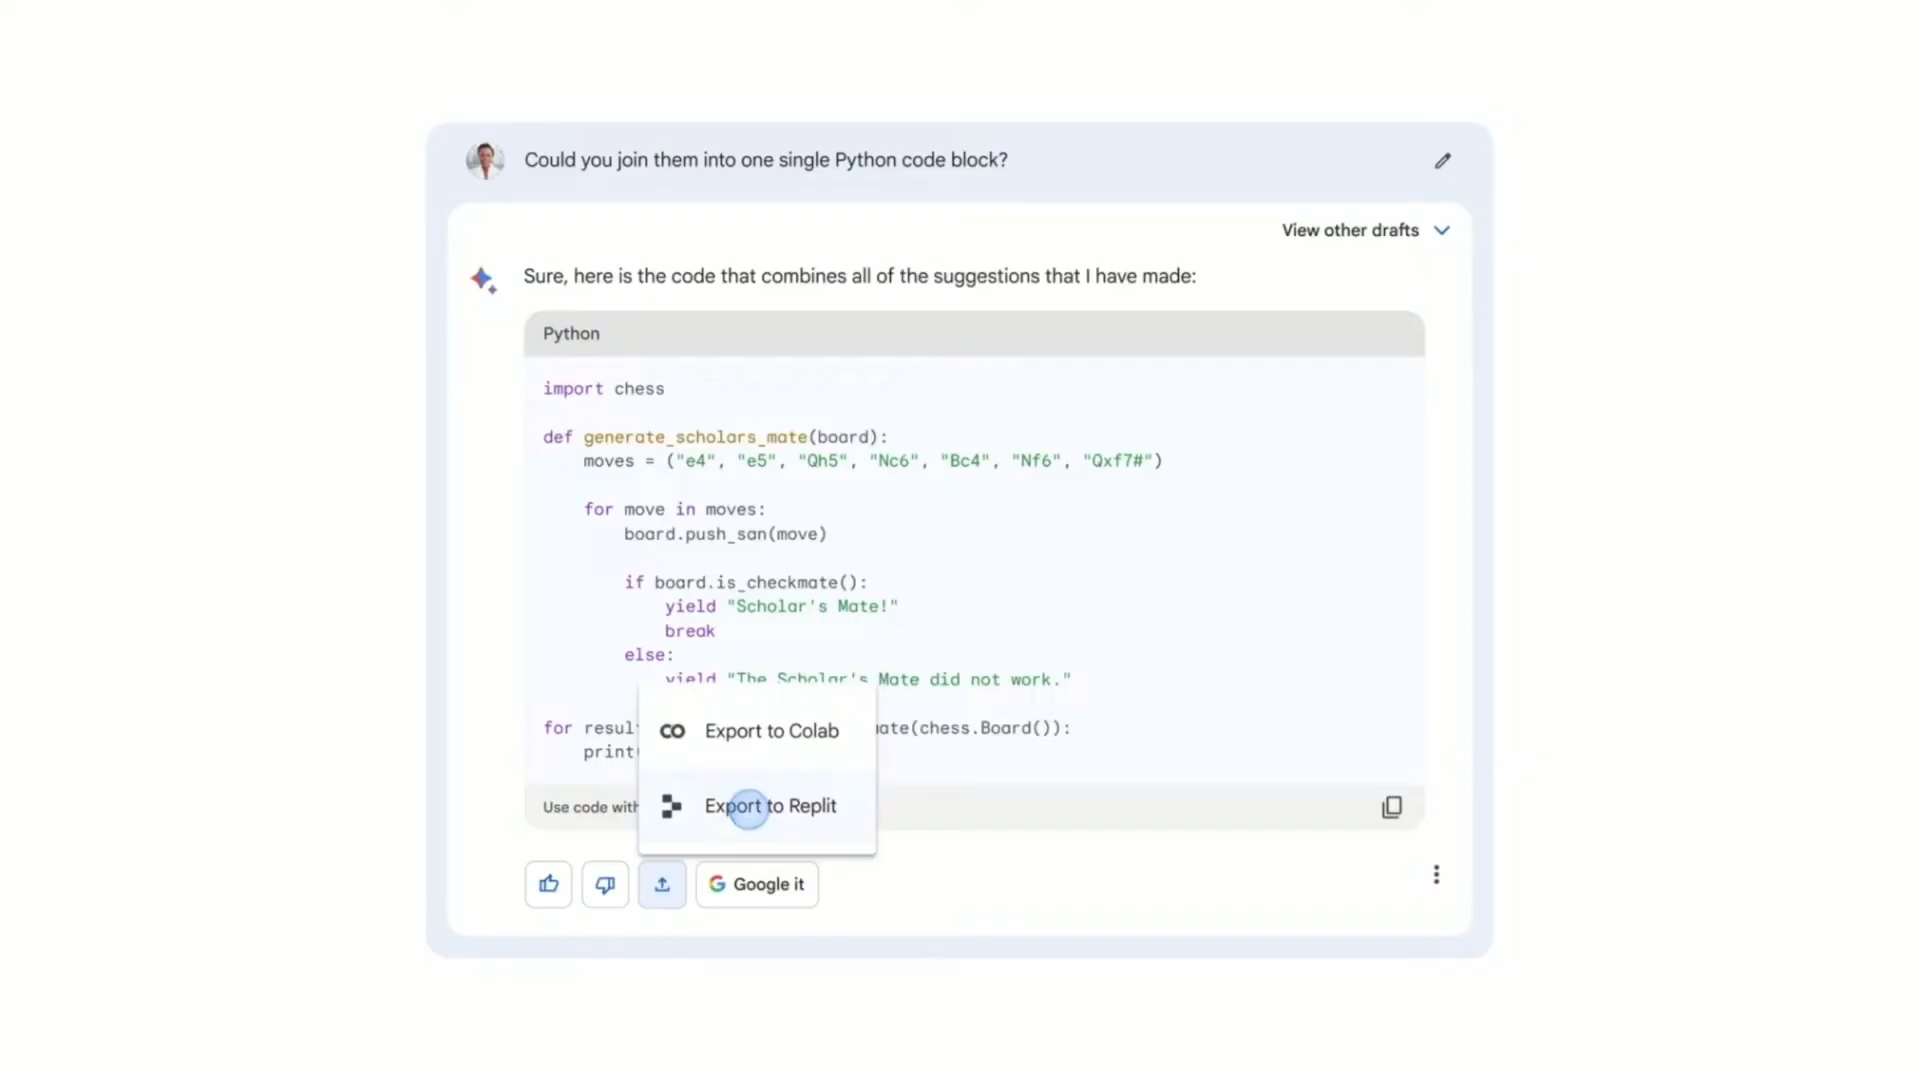 Could you join them into one single Python code block?
View other drafts
Sure, here is the code that combines all of the suggestions that I have made:
Python
import chess
def generate_scholars_mate(board):
moves = ("e4", "e5", "Qh5", "Nc6", "Bc4", "Nf6", "Qxf7#")
for move in moves:
board.push_san(move)
if board.is_checkmate():
yield "Scholar's Mate!"
break
else:
yield "The Scholar's Mate did not work."
for (chess.Board()):
print
Export to Colab
Use code
Export to Replit
Google it